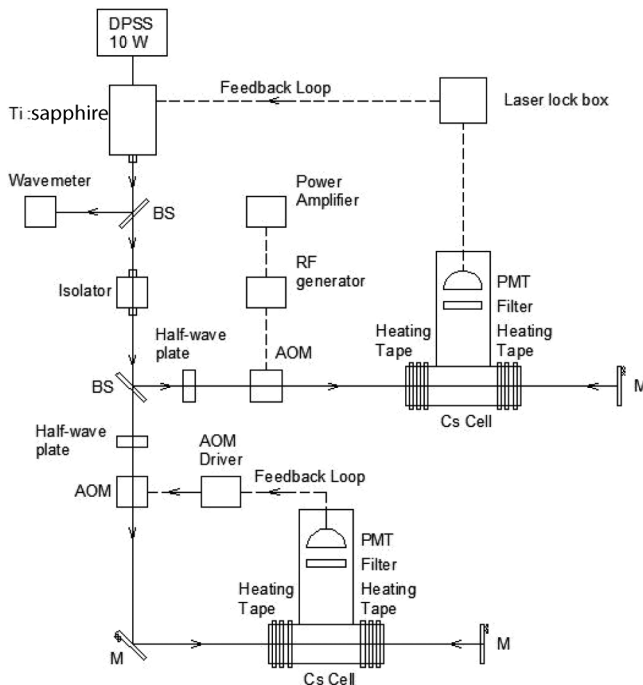 DPSS
10 W
Ti:sapphire
Feedback Loop
Laser lock box
Wavemeter
BS
Power
Amplifier
Isolator
RF
generator
PMT
Filter
Half-wave
plate
AOM
Heating
Tape
Heating
Tape
BS
M
Cs Cell
Half-wave
plate
AOM
Driver
Feedback Loop
AOM
PMT
Filter
Heating
Tape
Heating
Tape
M
M
Cs Cell